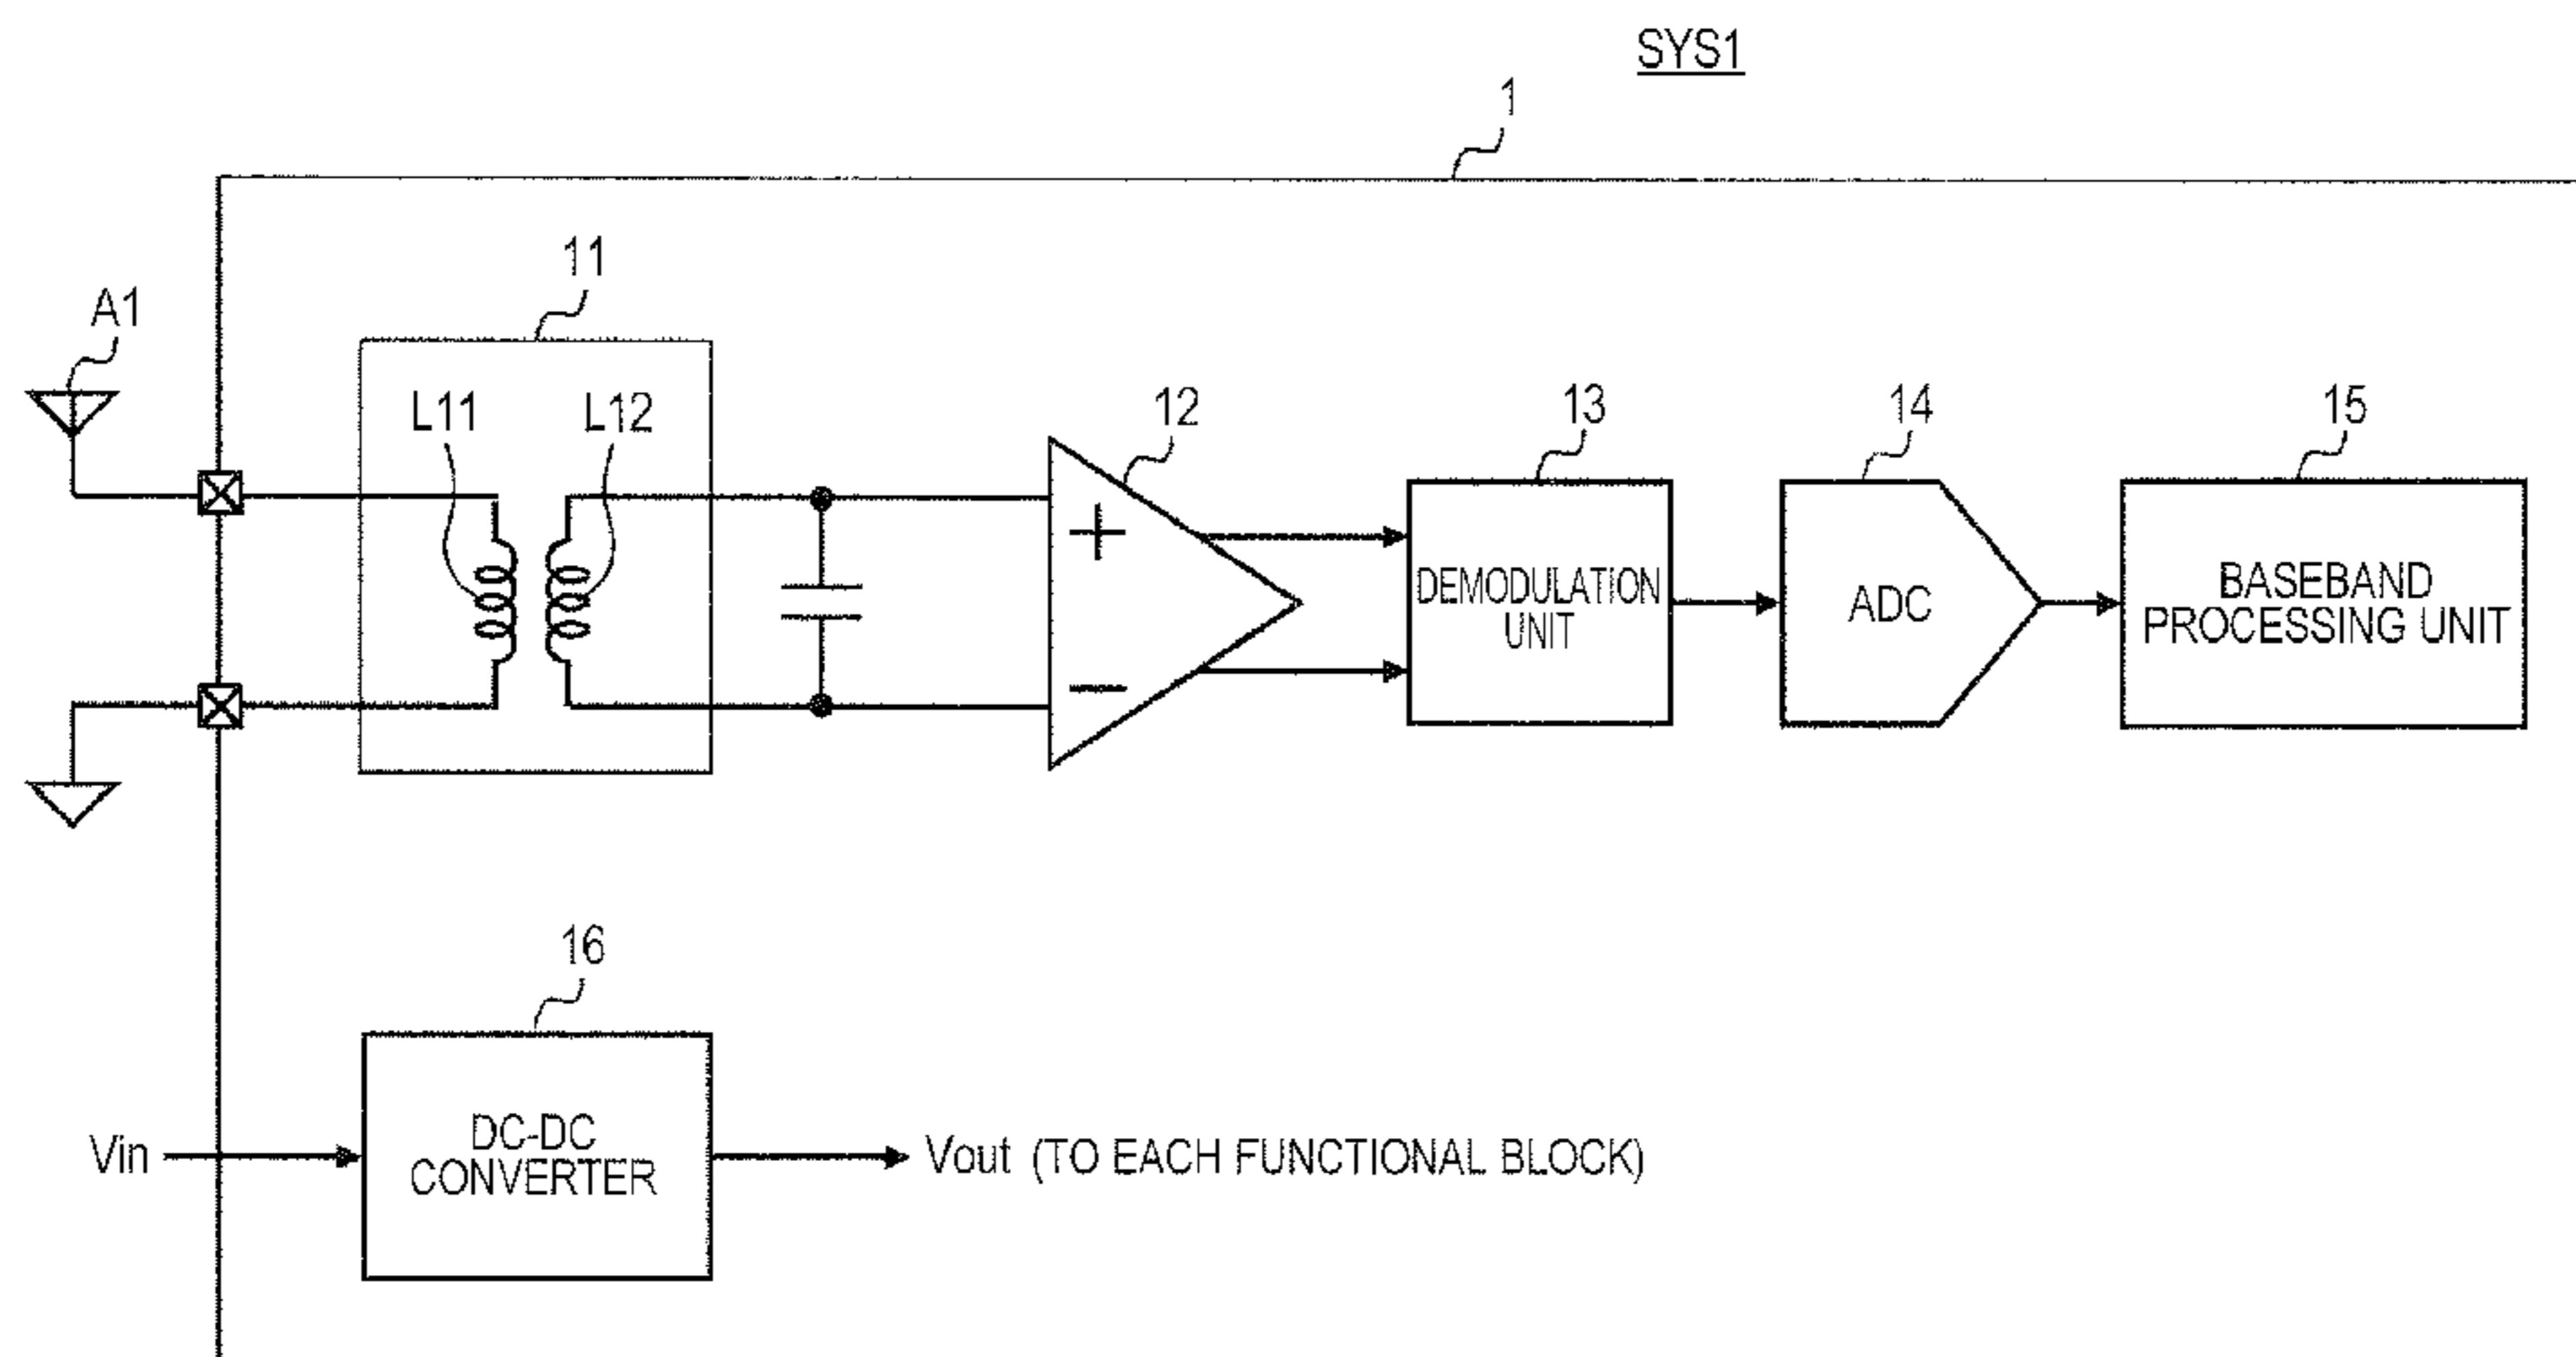 SYS1
1
11
A1
L11
L12
12
13
14
15
+
−
DEMODULATION
UNIT
ADC
BASEBAND
PROCESSING UNIT
16
Vin
DC-DC
CONVERTER
Vout (TO EACH FUNCTIONAL BLOCK)